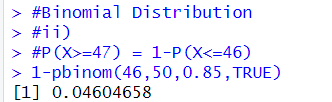 > #Binomial Distribution
> #ii)
> #P(X>=47) = 1-P(X<=46)
> 1-pbinom(46,50,0.85,TRUE)
[1] 0.04604658